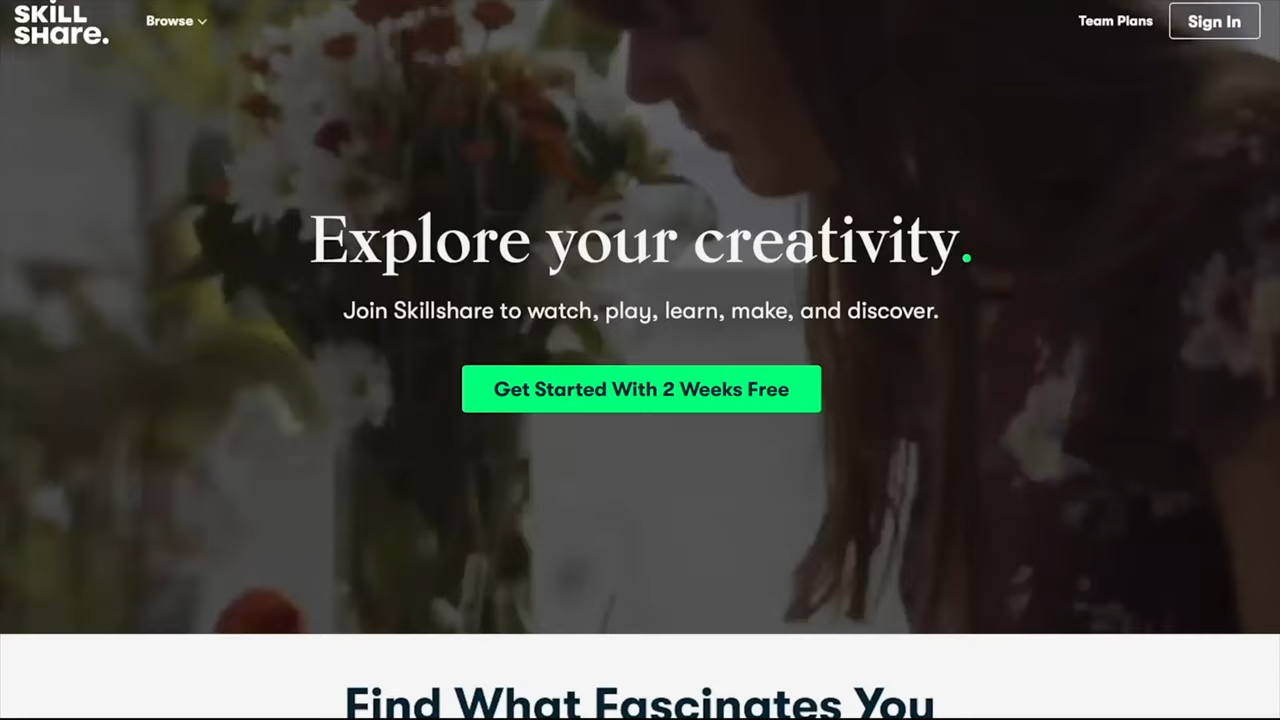 SKiLL
SHare.
Browse
Team Plans
Sign In
Explore your creativity.
Join Skillshare to watch, play, learn, make, and discover.
Get Started With 2 Weeks Free
Find What Fascinates You